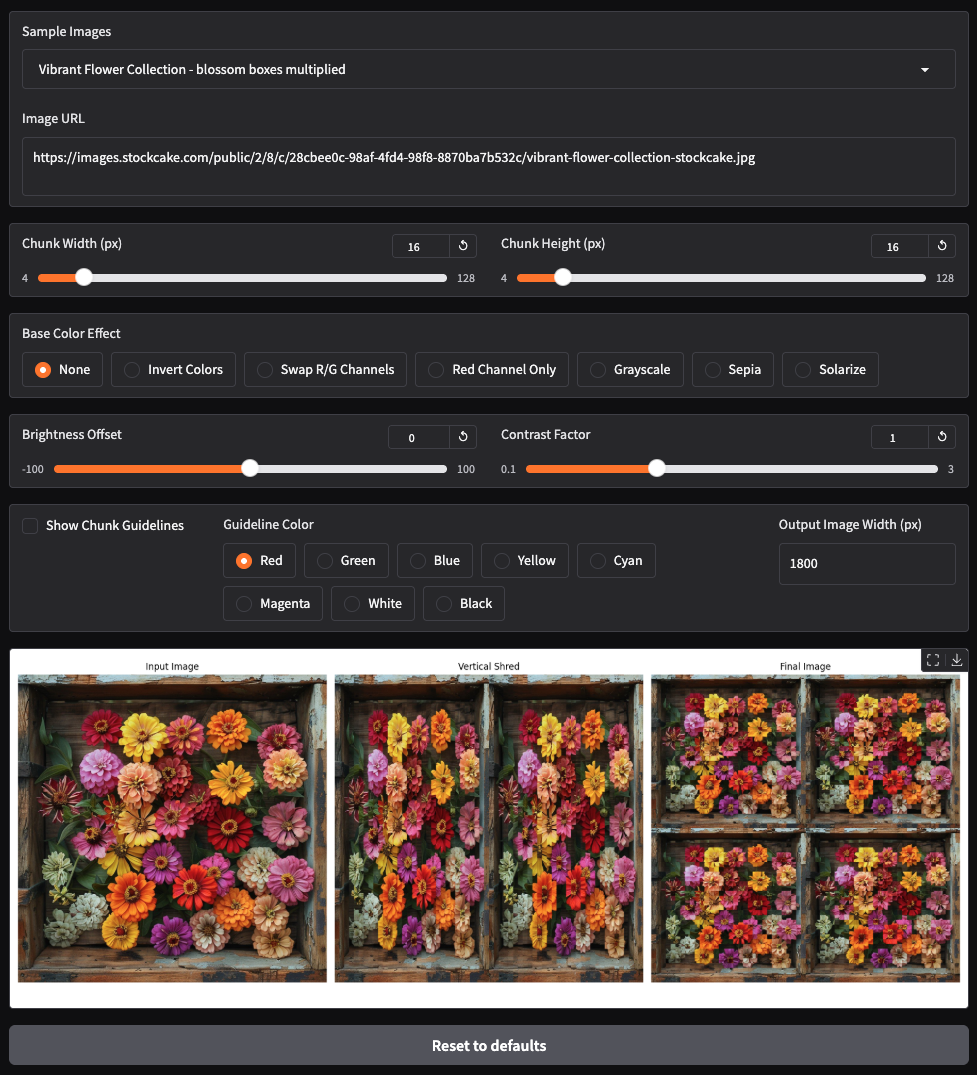 Sample Images
Vibrant Flower Collection - blossom boxes multiplied
Image URL
https://images.stockcake.com/public/2/8/c/28cbee0c-98af-4fd4-98f8-8870ba7b532c/vibrant-flower-collection-stockcake.jpg
Chunk Width (px) 16
4 128
Chunk Height (px) 16
4 128
Base Color Effect
None Invert Colors Swap R/G Channels Red Channel Only Grayscale Sepia Solarize
Brightness Offset 0
-100 100
Contrast Factor 1
0.1 3
Show Chunk Guidelines
Guideline Color
Red Green Blue Yellow Cyan
Magenta White Black
Output Image Width (px)
1800
Input Image Vertical Shred Final Image
Reset to defaults